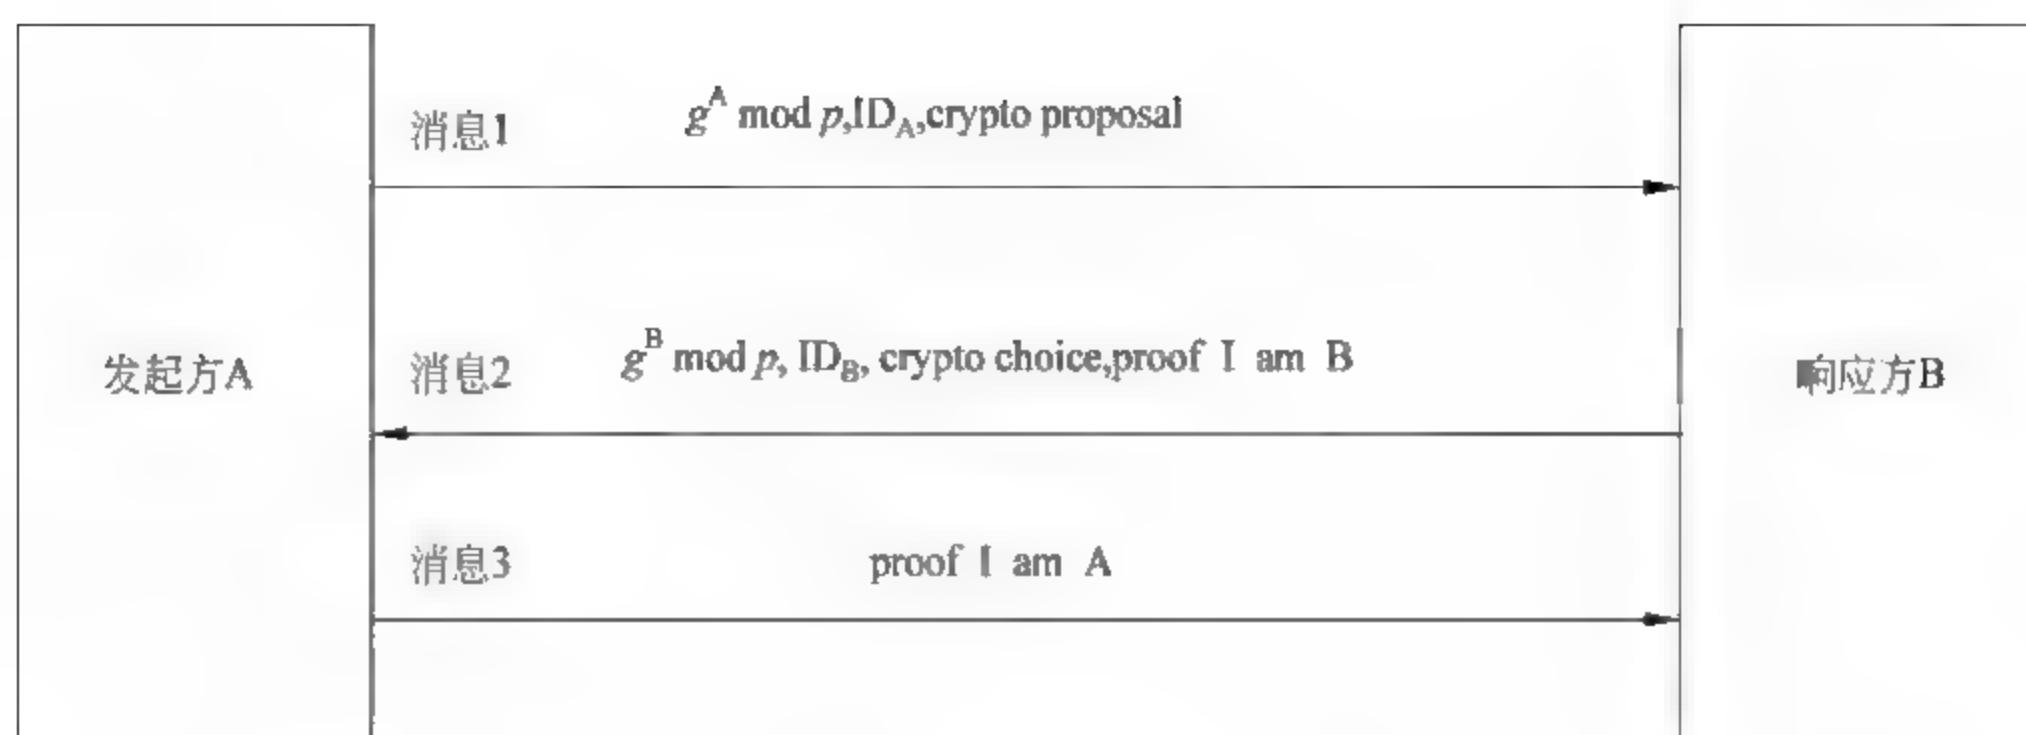 消息1 g^A mod p,ID_A,crypto proposal
发起方A
消息2 g^B mod p, ID_B, crypto choice,proof I am B
响应方B
消息3 proof I am A